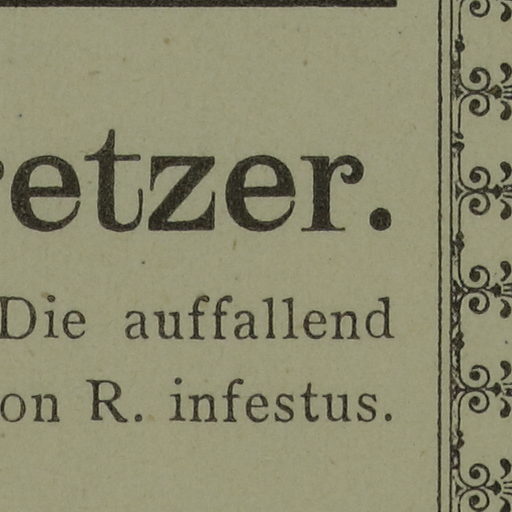 etzer.
Die auffallend
on R. infestus.